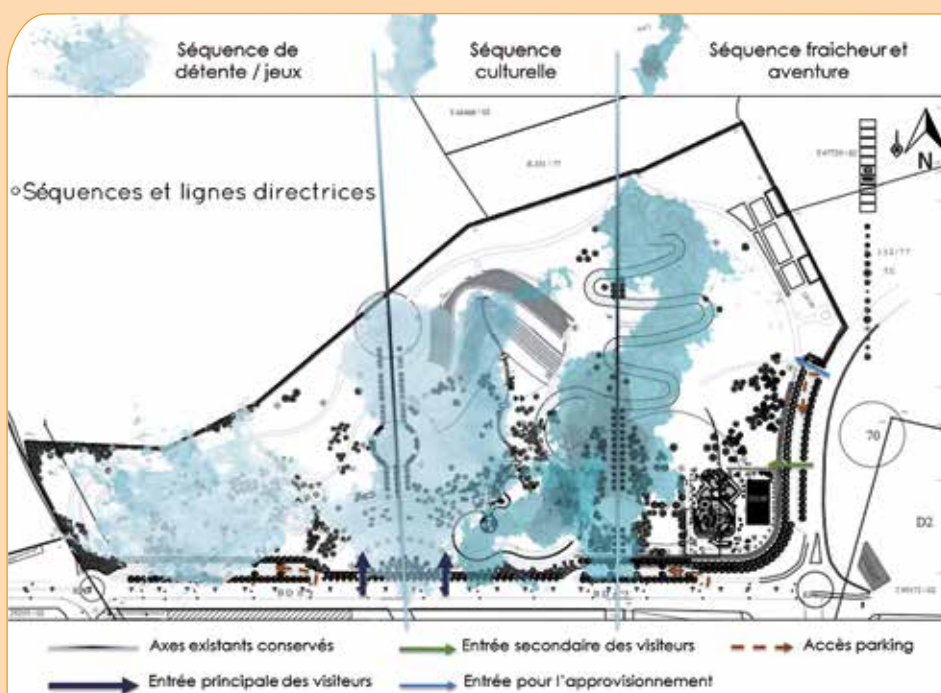 Séquence de
détente / jeux
Séquence
culturelle
Séquence fraicheur et
aventure
N
Séquences et lignes directrices
70
D2
Axes existants conservés
Entrée secondaire des visiteurs
Accès parking
Entrée principale des visiteurs
Entrée pour l'approvisionnement